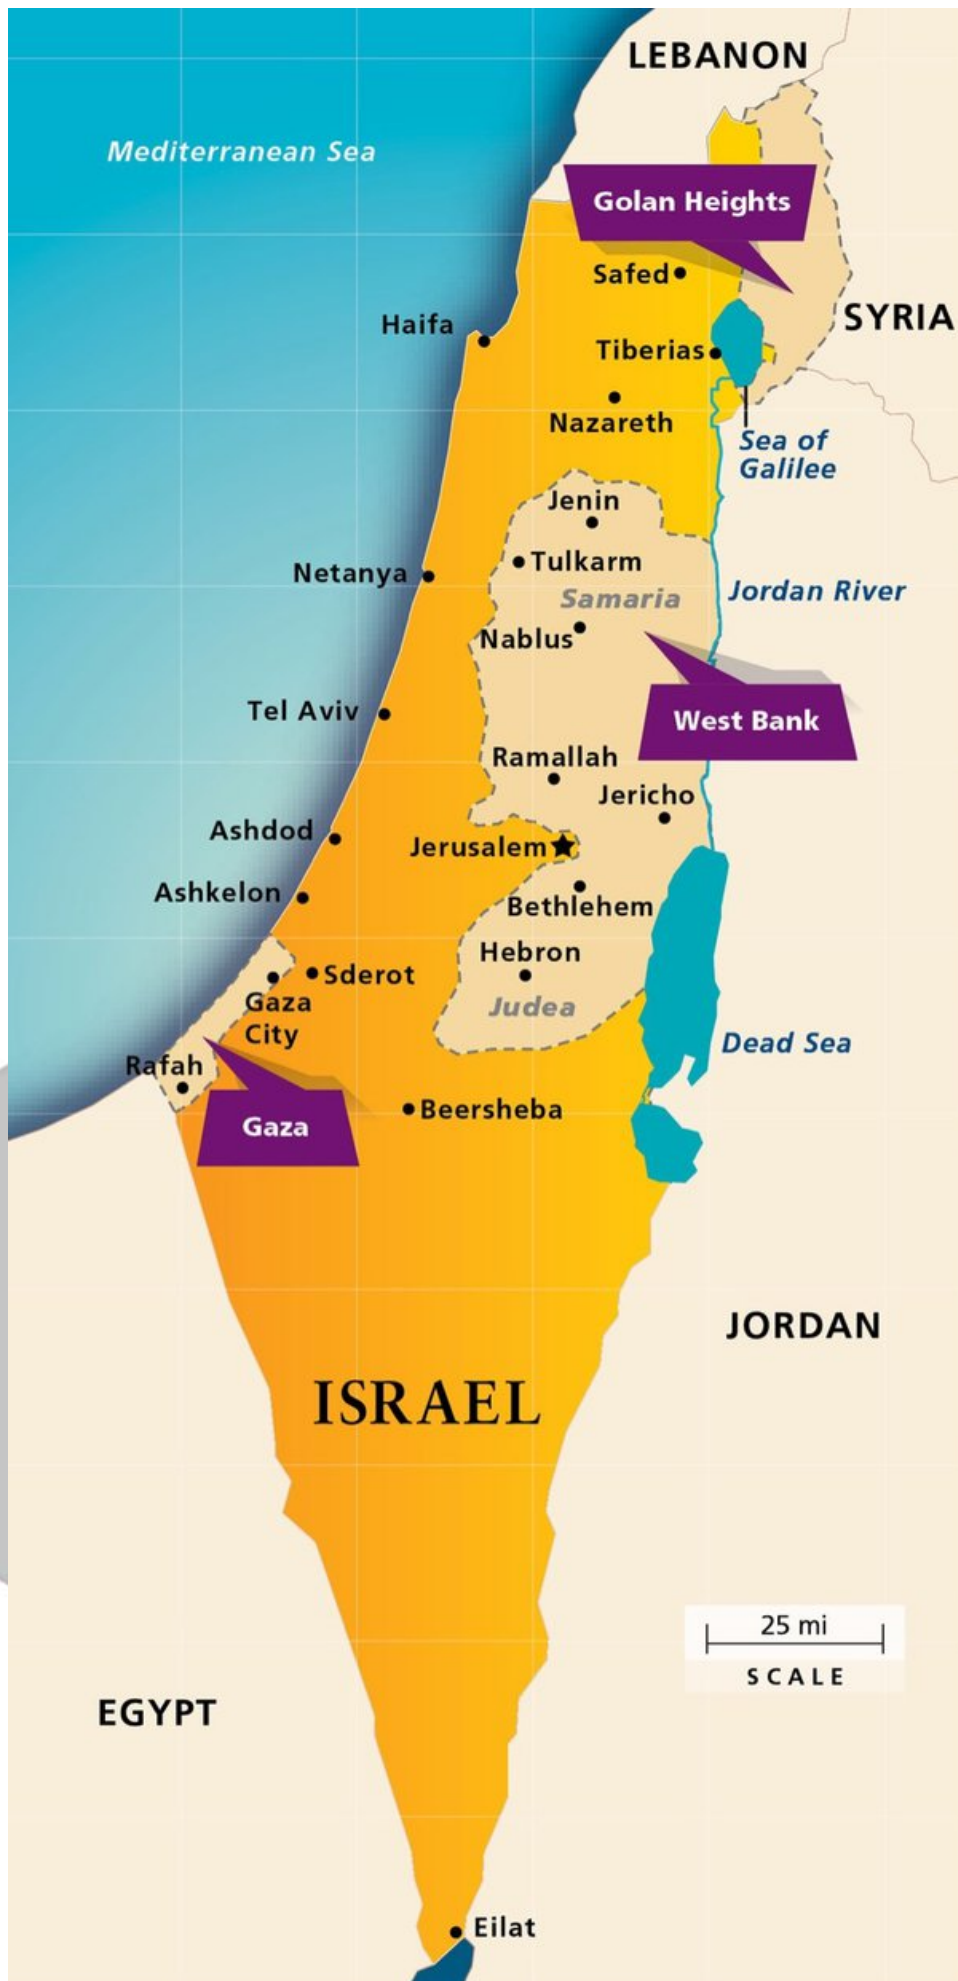 LEBANON
Mediterranean Sea
Golan Heights
Safed
SYRIA
Haifa
Tiberias
Nazareth
Sea of
Galilee
Jenin
Tulkarm
Netanya
Samaria
Jordan River
Nablus
Tel Aviv
West Bank
Ramallah
Jericho
Ashdod
Jerusalem
Ashkelon
Bethlehem
Hebron
Sderot
Gaza
City
Judea
Dead Sea
Rafah
Beersheba
Gaza
JORDAN
ISRAEL
25 mi
SCALE
EGYPT
Eilat